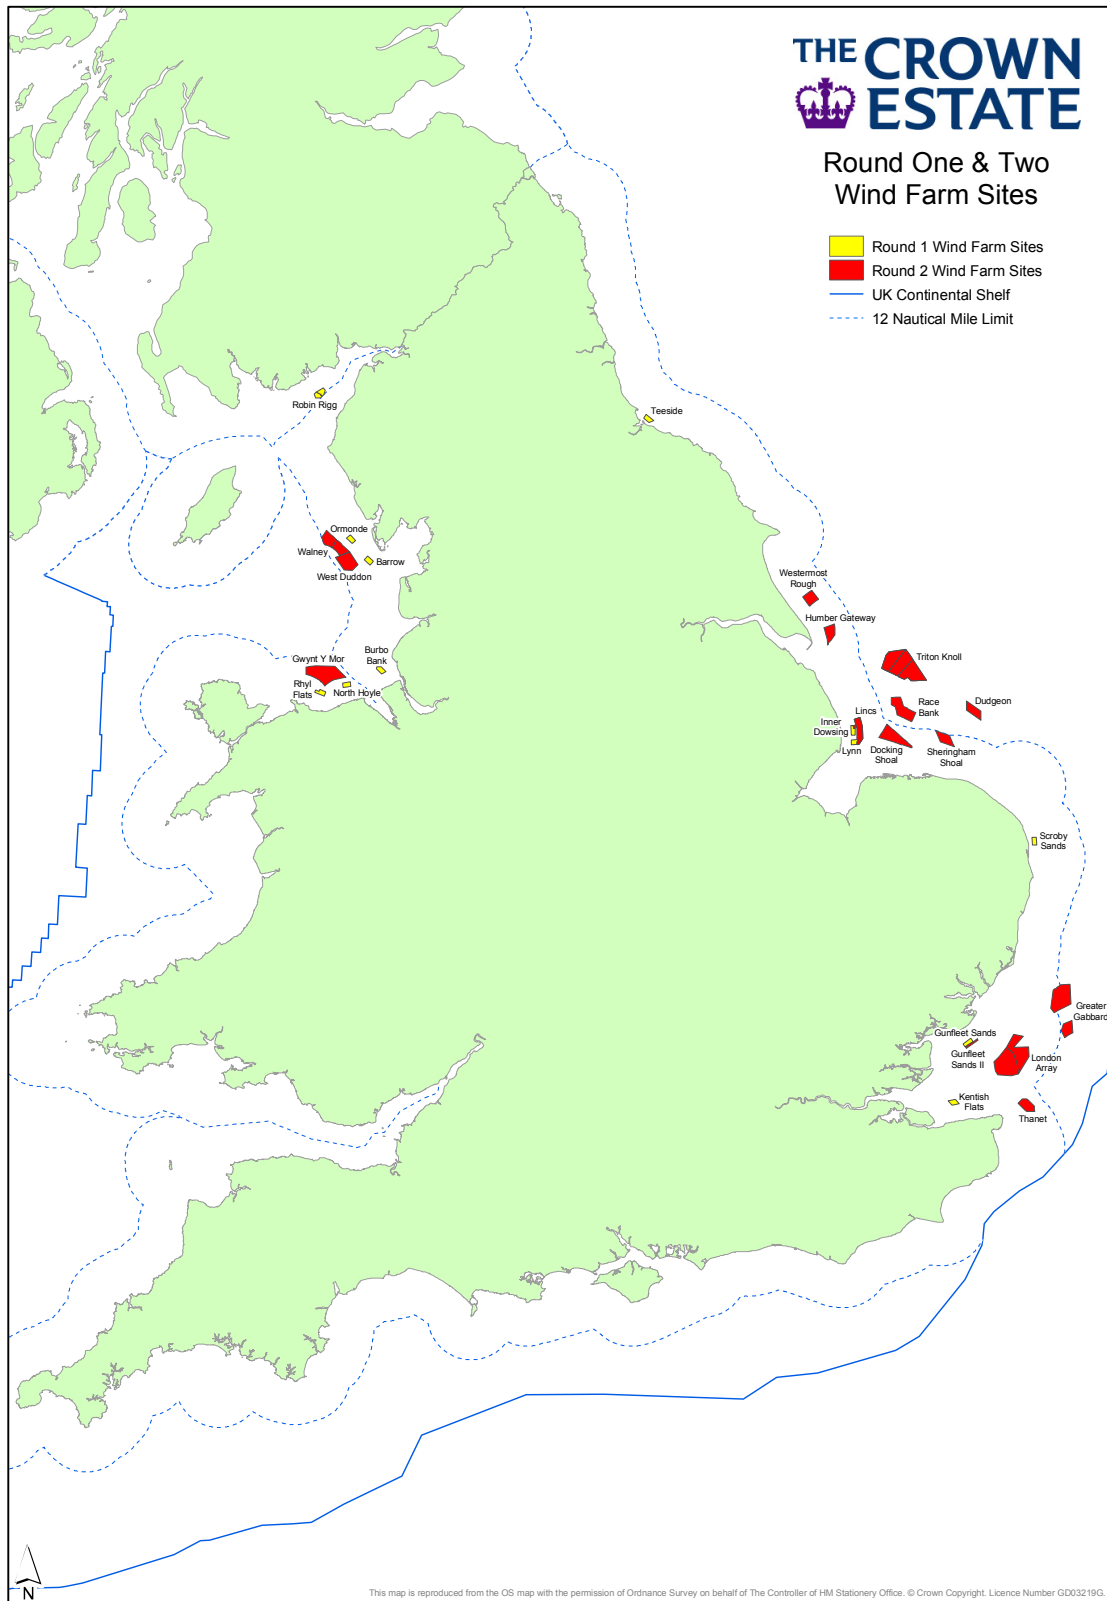 THE CROWN
ESTATE
Round One & Two
Wind Farm Sites
Round 1 Wind Farm Sites
Round 2 Wind Farm Sites
UK Continental Shelf
12 Nautical Mile Limit
Robin Rigg
Teeside
Ormonde
Walney
Barrow
West Duddon
Westermost
Rough
Humber Gateway
Burbo
Bank
Gwynt Y Mor
Rhyl
Flats
North Hoyle
Triton Knoll
Race
Bank
Dudgeon
Lincs
Inner
Dowsing
Lynn
Docking
Shoal
Sheringham
Shoal
Scroby
Sands
Greater
Gabbard
Gunfleet Sands
Gunfleet
Sands II
London
Array
Kentish
Flats
Thanet
N
This map is reproduced from the OS map with the permission of Ordnance Survey on behalf of The Controller of HM Stationery Office. © Crown Copyright. Licence Number GD03219G.